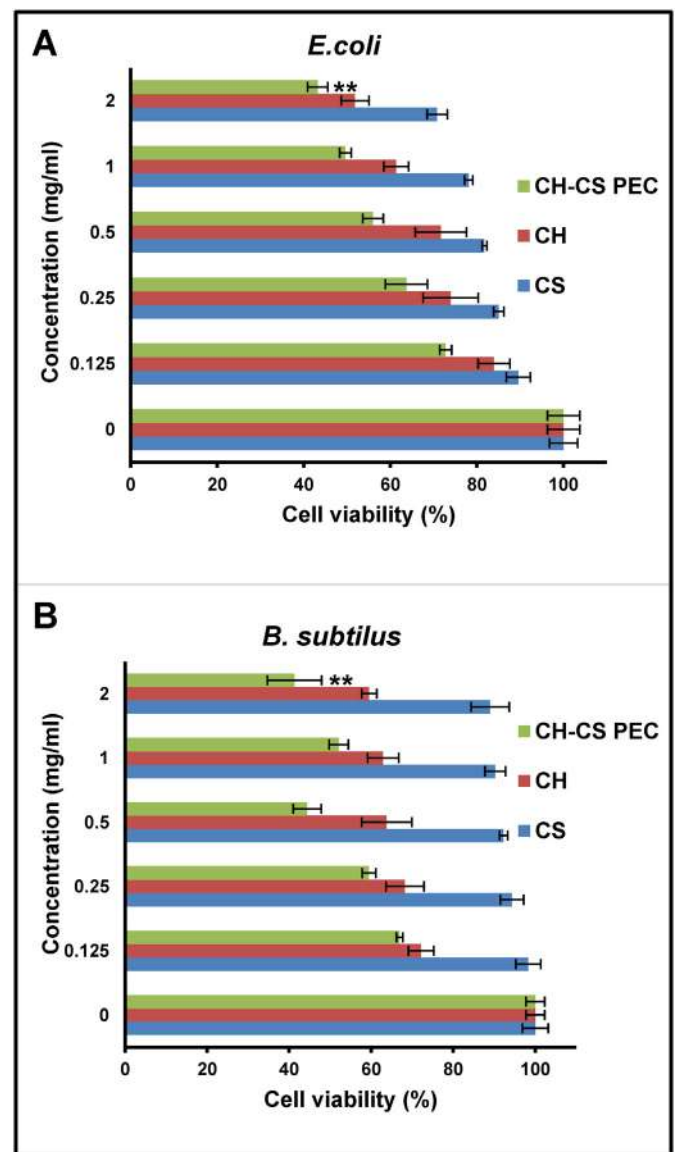 A
E.coli
Concentration (mg/ml)
2
**
1
0.5
0.25
0.125
0
CH-CS PEC
CH
CS
0 20 40 60 80 100
Cell viability (%)
B
B. subtilus
Concentration (mg/ml)
2
**
1
0.5
0.25
0.125
0
CH-CS PEC
CH
CS
0 20 40 60 80 100
Cell viability (%)